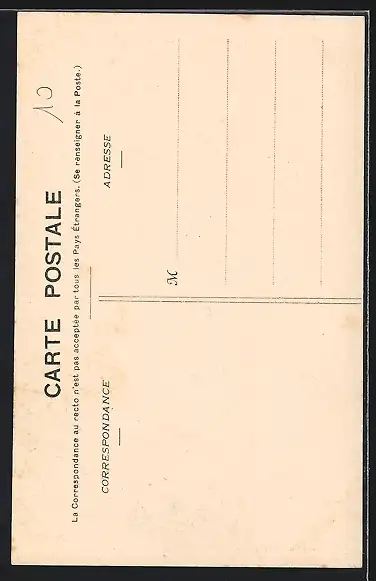 10
CARTE POSTALE
La Correspondance au recto n'est pas acceptée par tous les Pays Étrangers. (Se renseigner à la Poste.)
CORRESPONDANCE
ADRESSE
M